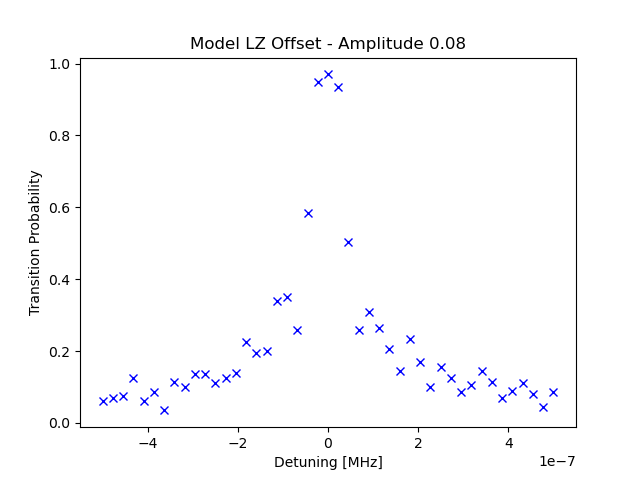 Model LZ Offset - Amplitude 0.08
1.0
0.8
0.6
0.4
0.2
0.0
Transition Probability
−4
−2
0
2
4
1e−7
Detuning [MHz]